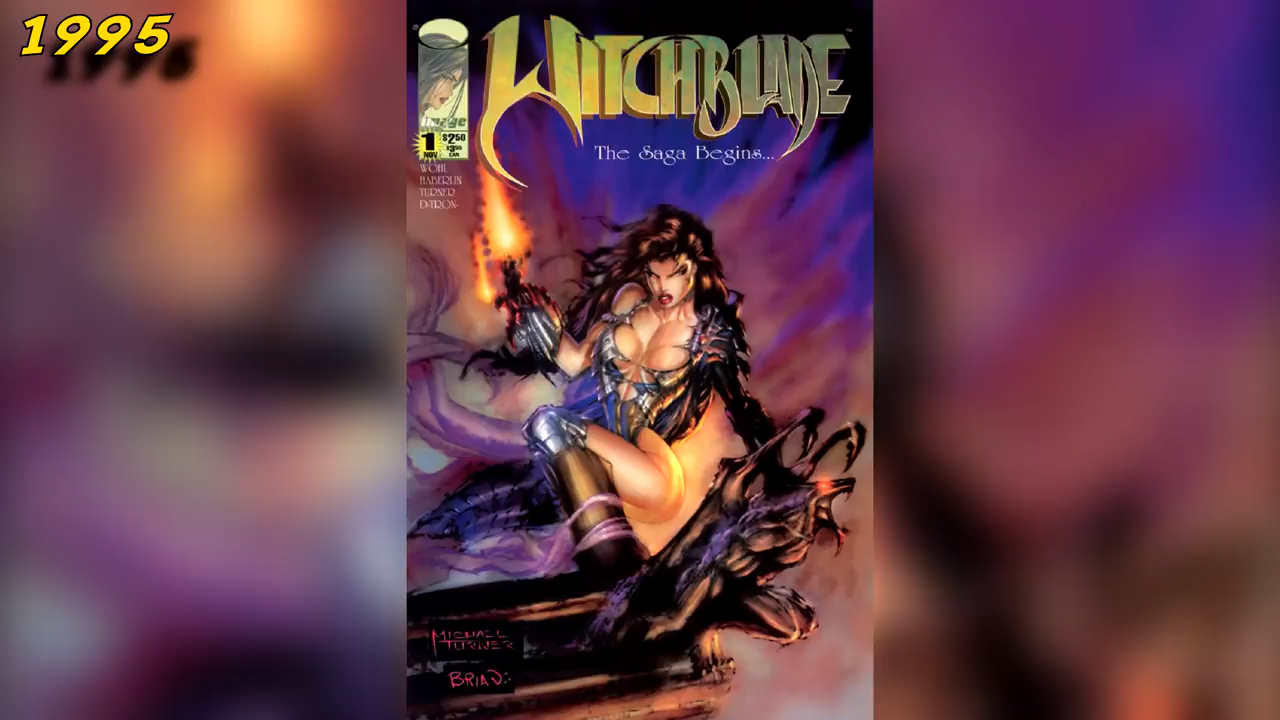 1995
WITCHBLADE
™
The Saga Begins...
image
1
NOV
$2.50
$3.50
CAN
WOHL
HABERLIN
TURNER
D-TRON-
MICHAEL
TURNER
BRIAN